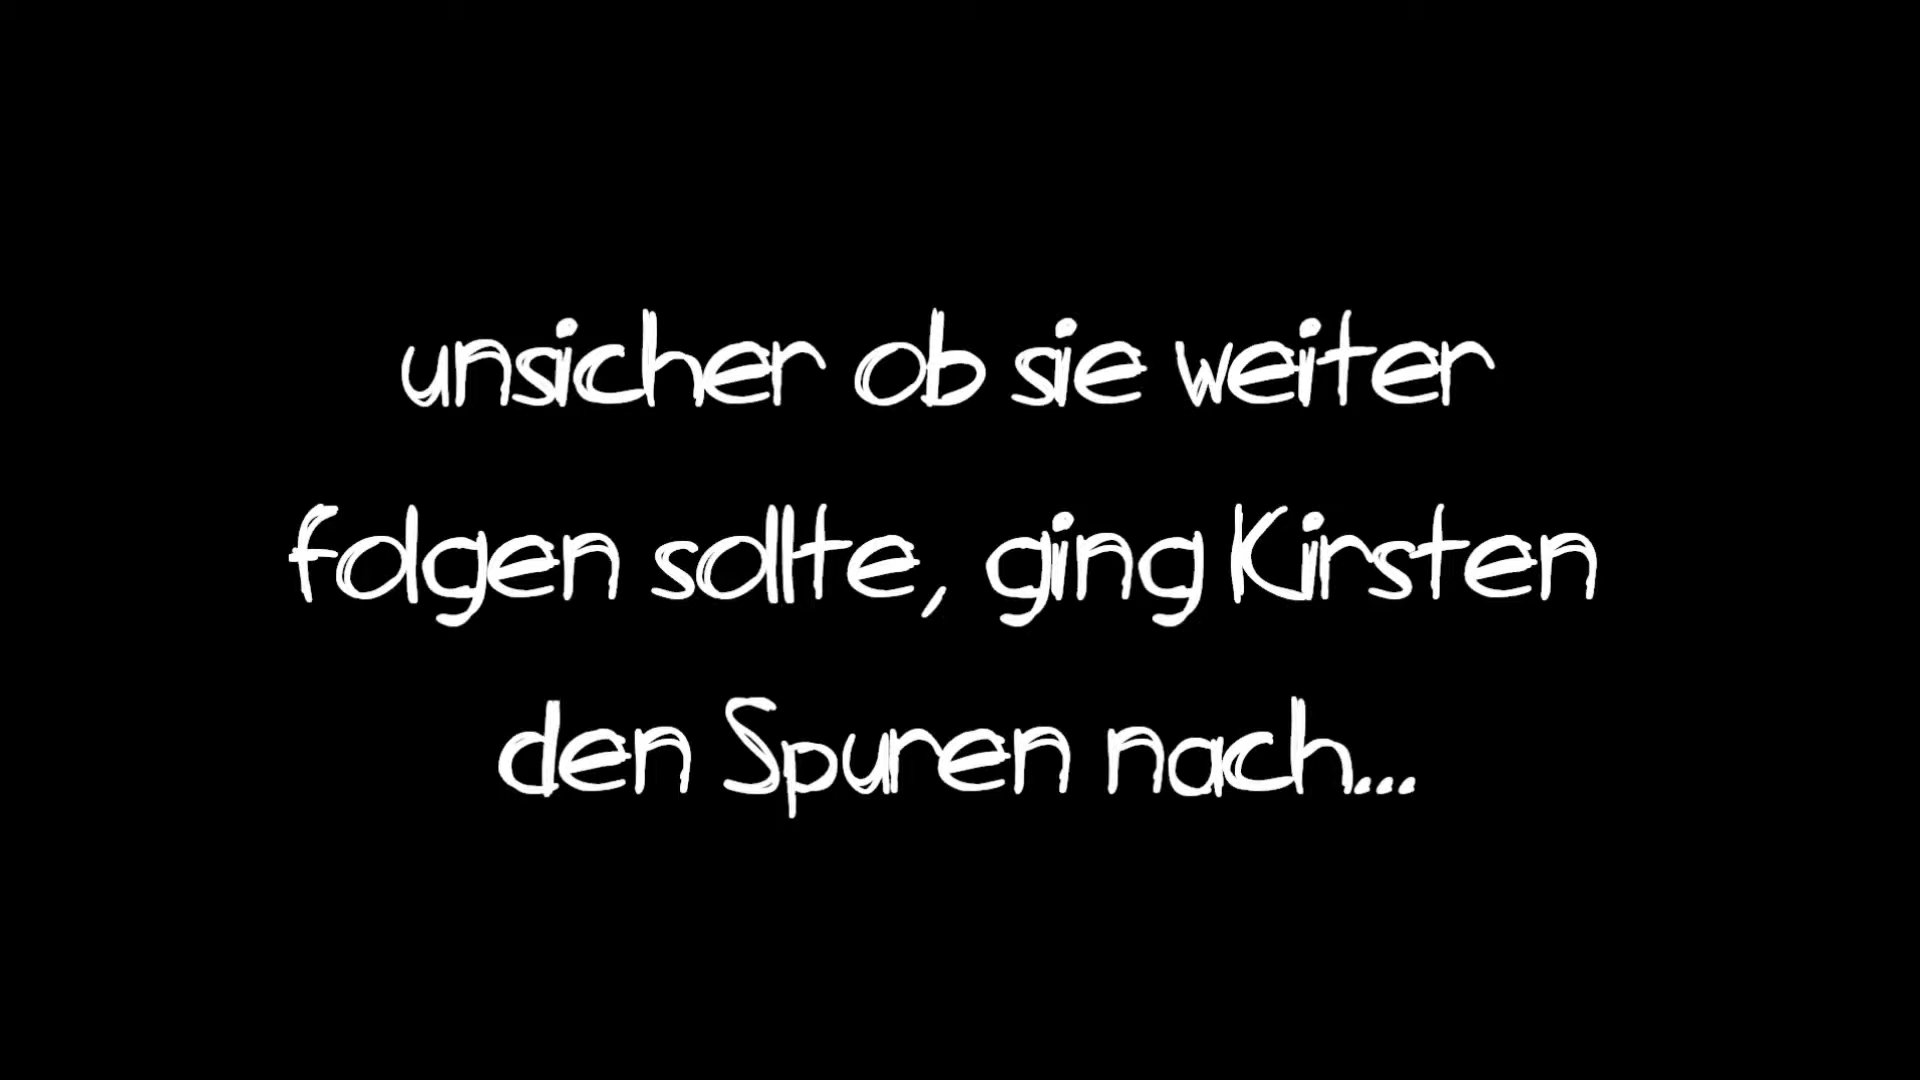 unsicher ob sie weiter
folgen sollte, ging Kirsten
den Spuren nach...